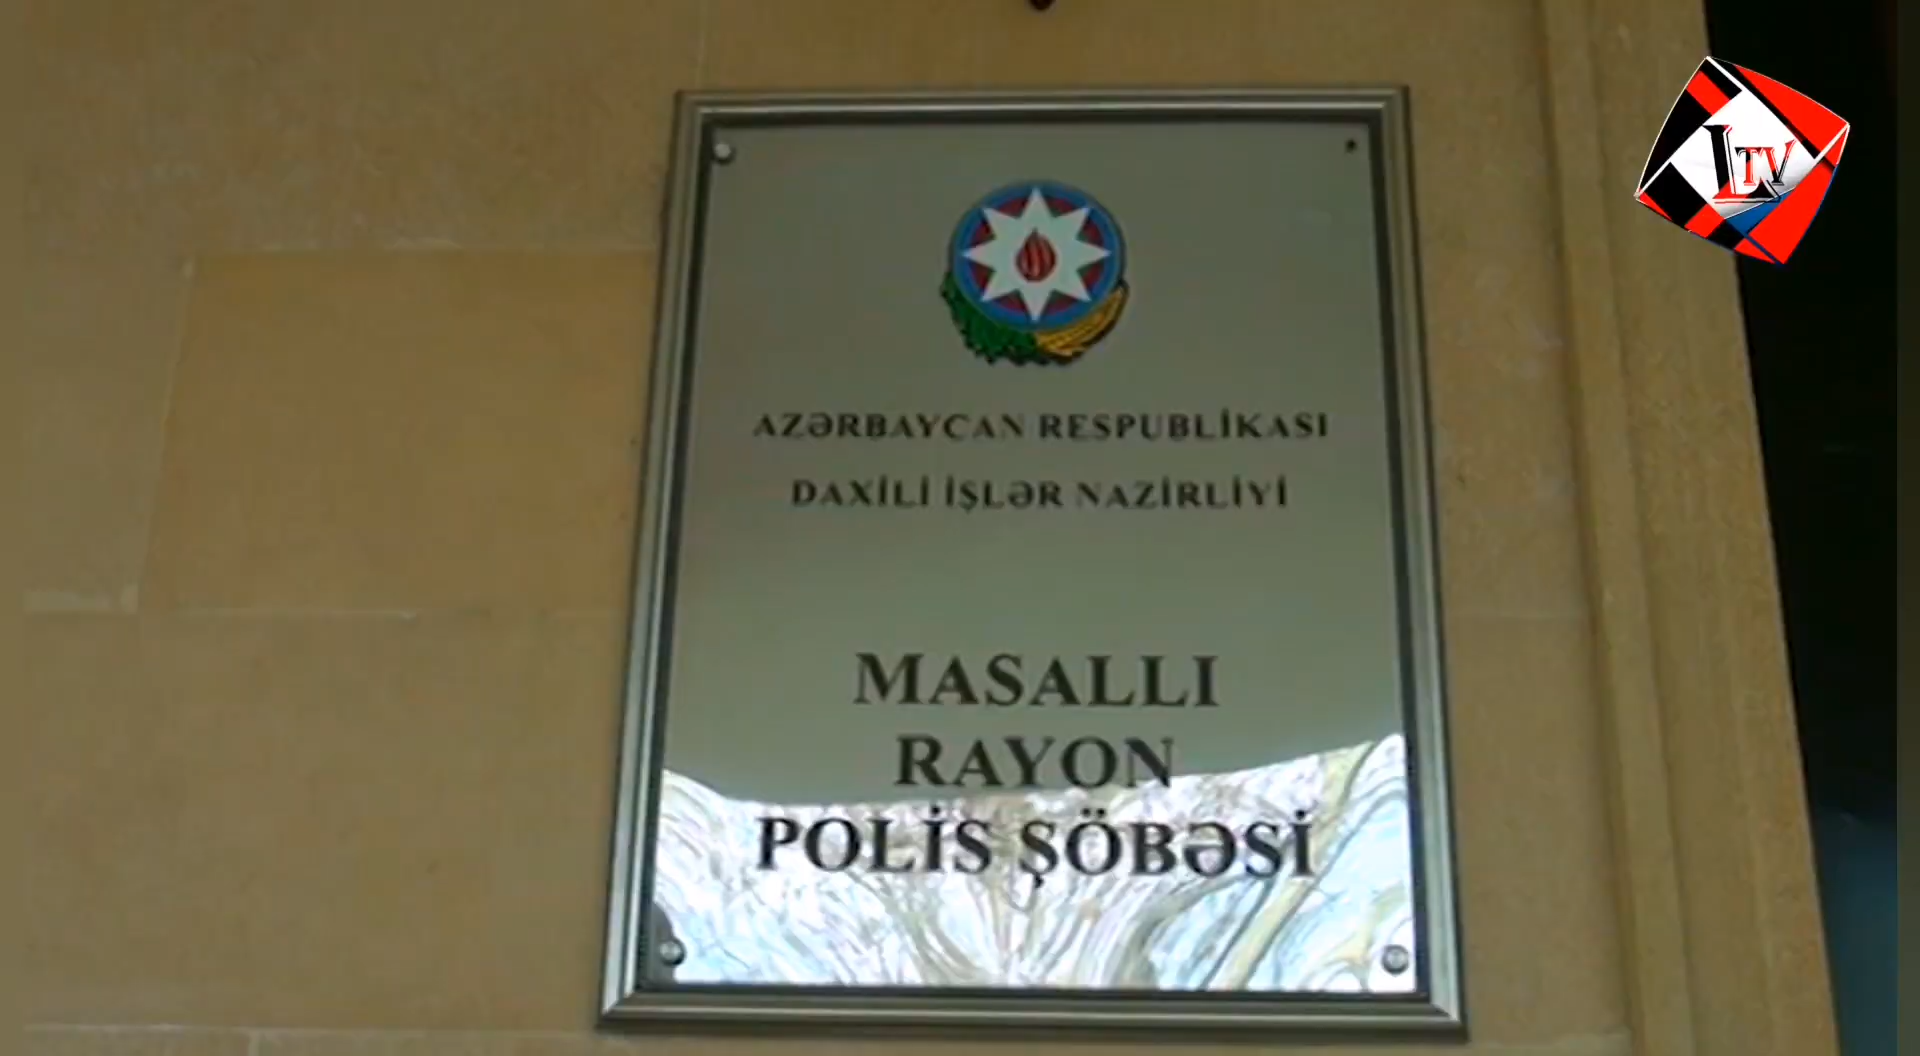 LTV
AZƏRBAYCAN RESPUBLİKASI
DAXİLİ İŞLƏR NAZİRLİYİ
MASALLI
RAYON
POLİS ŞÖBƏSİ